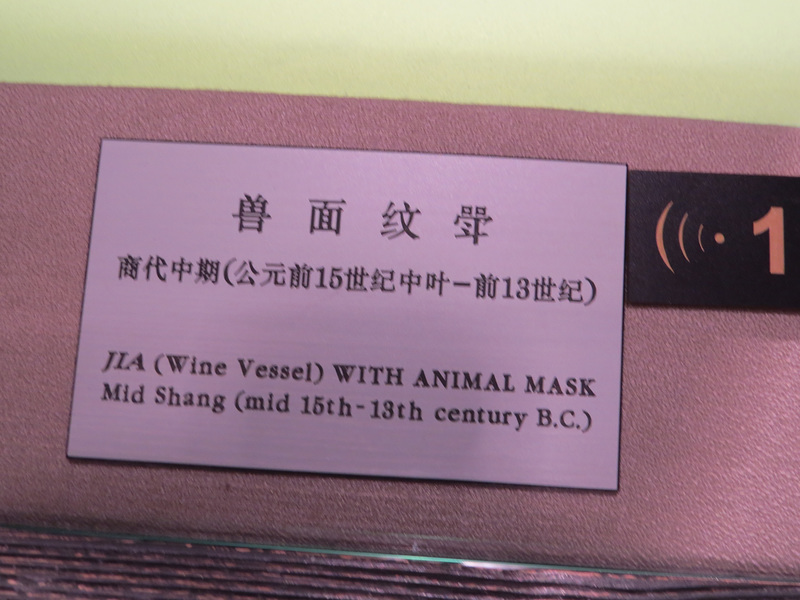 兽面纹斝
商代中期(公元前15世纪中叶－前13世纪)
JIA (Wine Vessel) WITH ANIMAL MASK
Mid Shang (mid 15th-13th century B.C.)
1